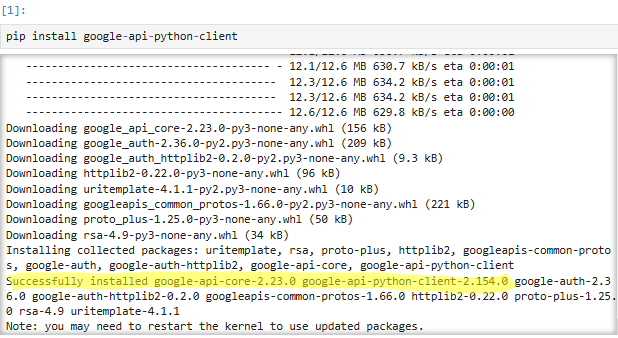 [1]:
pip install google-api-python-client
---------------------------------------- - 12.1/12.6 MB 630.7 kB/s eta 0:00:01
----------------------------------------  12.3/12.6 MB 634.2 kB/s eta 0:00:01
----------------------------------------  12.3/12.6 MB 634.2 kB/s eta 0:00:01
---------------------------------------- 12.6/12.6 MB 629.8 kB/s eta 0:00:00
Downloading google_api_core-2.23.0-py3-none-any.whl (156 kB)
Downloading google_auth-2.36.0-py2.py3-none-any.whl (209 kB)
Downloading google_auth_httplib2-0.2.0-py2.py3-none-any.whl (9.3 kB)
Downloading httplib2-0.22.0-py3-none-any.whl (96 kB)
Downloading uritemplate-4.1.1-py2.py3-none-any.whl (10 kB)
Downloading googleapis_common_protos-1.66.0-py2.py3-none-any.whl (221 kB)
Downloading proto_plus-1.25.0-py3-none-any.whl (50 kB)
Downloading rsa-4.9-py3-none-any.whl (34 kB)
Installing collected packages: uritemplate, rsa, proto-plus, httplib2, googleapis-common-proto
s, google-auth, google-auth-httplib2, google-api-core, google-api-python-client
Successfully installed google-api-core-2.23.0 google-api-python-client-2.154.0 google-auth-2.3
6.0 google-auth-httplib2-0.2.0 googleapis-common-protos-1.66.0 httplib2-0.22.0 proto-plus-1.25.
0 rsa-4.9 uritemplate-4.1.1
Note: you may need to restart the kernel to use updated packages.